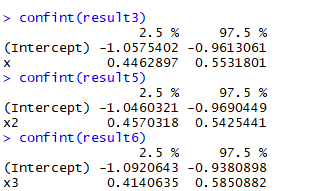 > confint(result3)
2.5 % 97.5 %
(Intercept) -1.0575402 -0.9613061
x 0.4462897 0.5531801
> confint(result5)
2.5 % 97.5 %
(Intercept) -1.0460321 -0.9690449
x2 0.4570318 0.5425441
> confint(result6)
2.5 % 97.5 %
(Intercept) -1.0920643 -0.9380898
x3 0.4140635 0.5850882